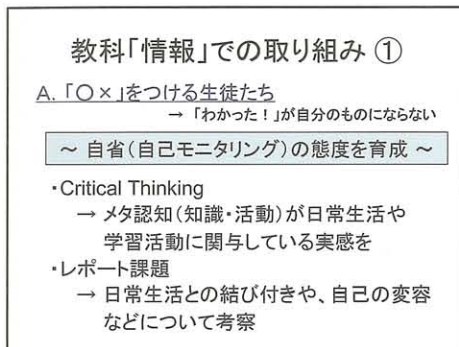 教科「情報」での取り組み ①
A. 「○×」をつける生徒たち
→ 「わかった！」が自分のものにならない
～ 自省（自己モニタリング）の態度を育成 ～
・Critical Thinking
→ メタ認知（知識・活動）が日常生活や
学習活動に関与している実感を
・レポート課題
→ 日常生活との結び付きや、自己の変容
などについて考察